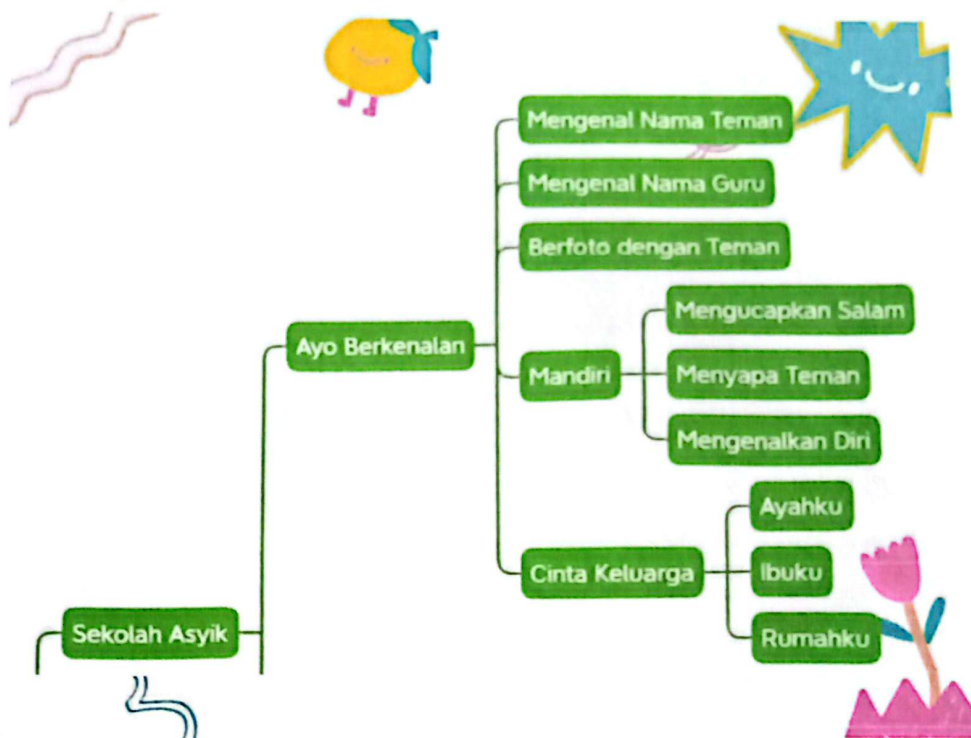 Mengenal Nama Teman
Mengenal Nama Guru
Berfoto dengan Teman
Ayo Berkenalan
Mandiri
Mengucapkan Salam
Menyapa Teman
Mengenalkan Diri
Cinta Keluarga
Ayahku
Ibuku
Rumahku
Sekolah Asyik